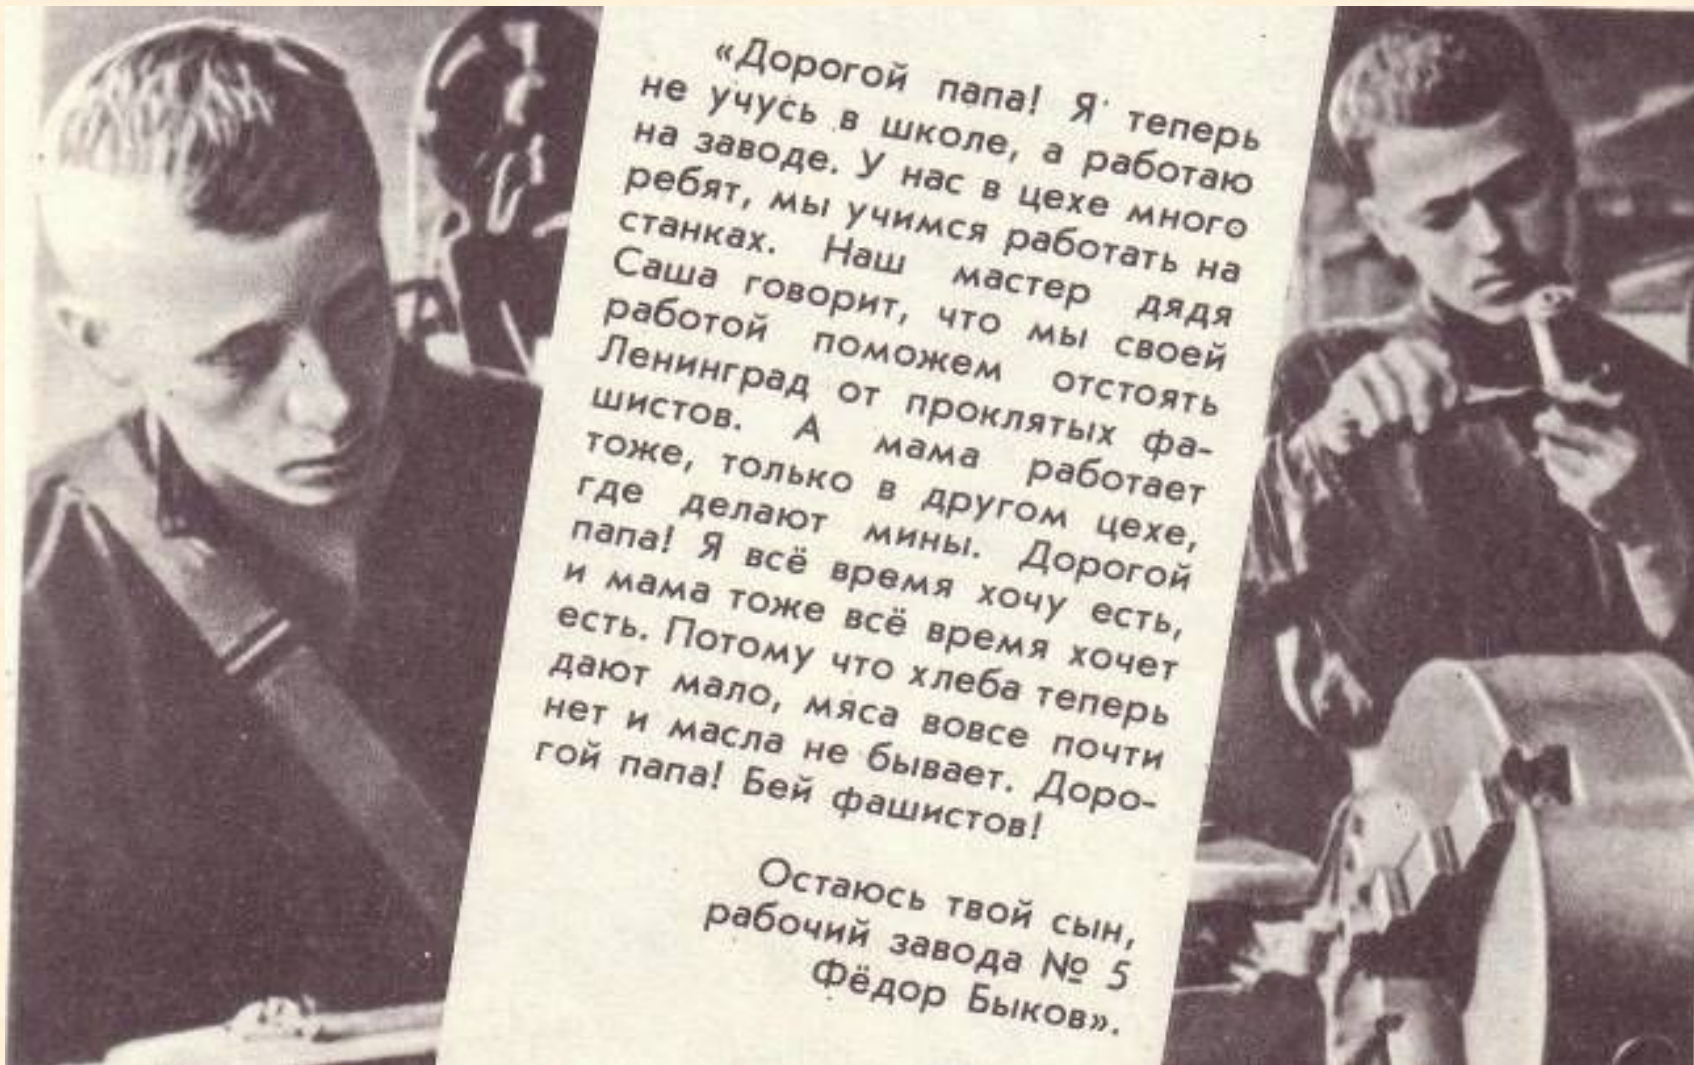 «Дорогой папа! Я теперь
не учусь в школе, а работаю
на заводе. У нас в цехе много
ребят, мы учимся работать на
станках. Наш мастер дядя
Саша говорит, что мы своей
работой поможем отстоять
Ленинград от проклятых фа-
шистов. А мама работает
тоже, только в другом цехе,
где делают мины. Дорогой
папа! Я всё время хочу есть,
и мама тоже всё время хочет
есть. Потому что хлеба теперь
дают мало, мяса вовсе почти
нет и масла не бывает. Доро-
гой папа! Бей фашистов!
Остаюсь твой сын,
рабочий завода № 5
Фёдор Быков».